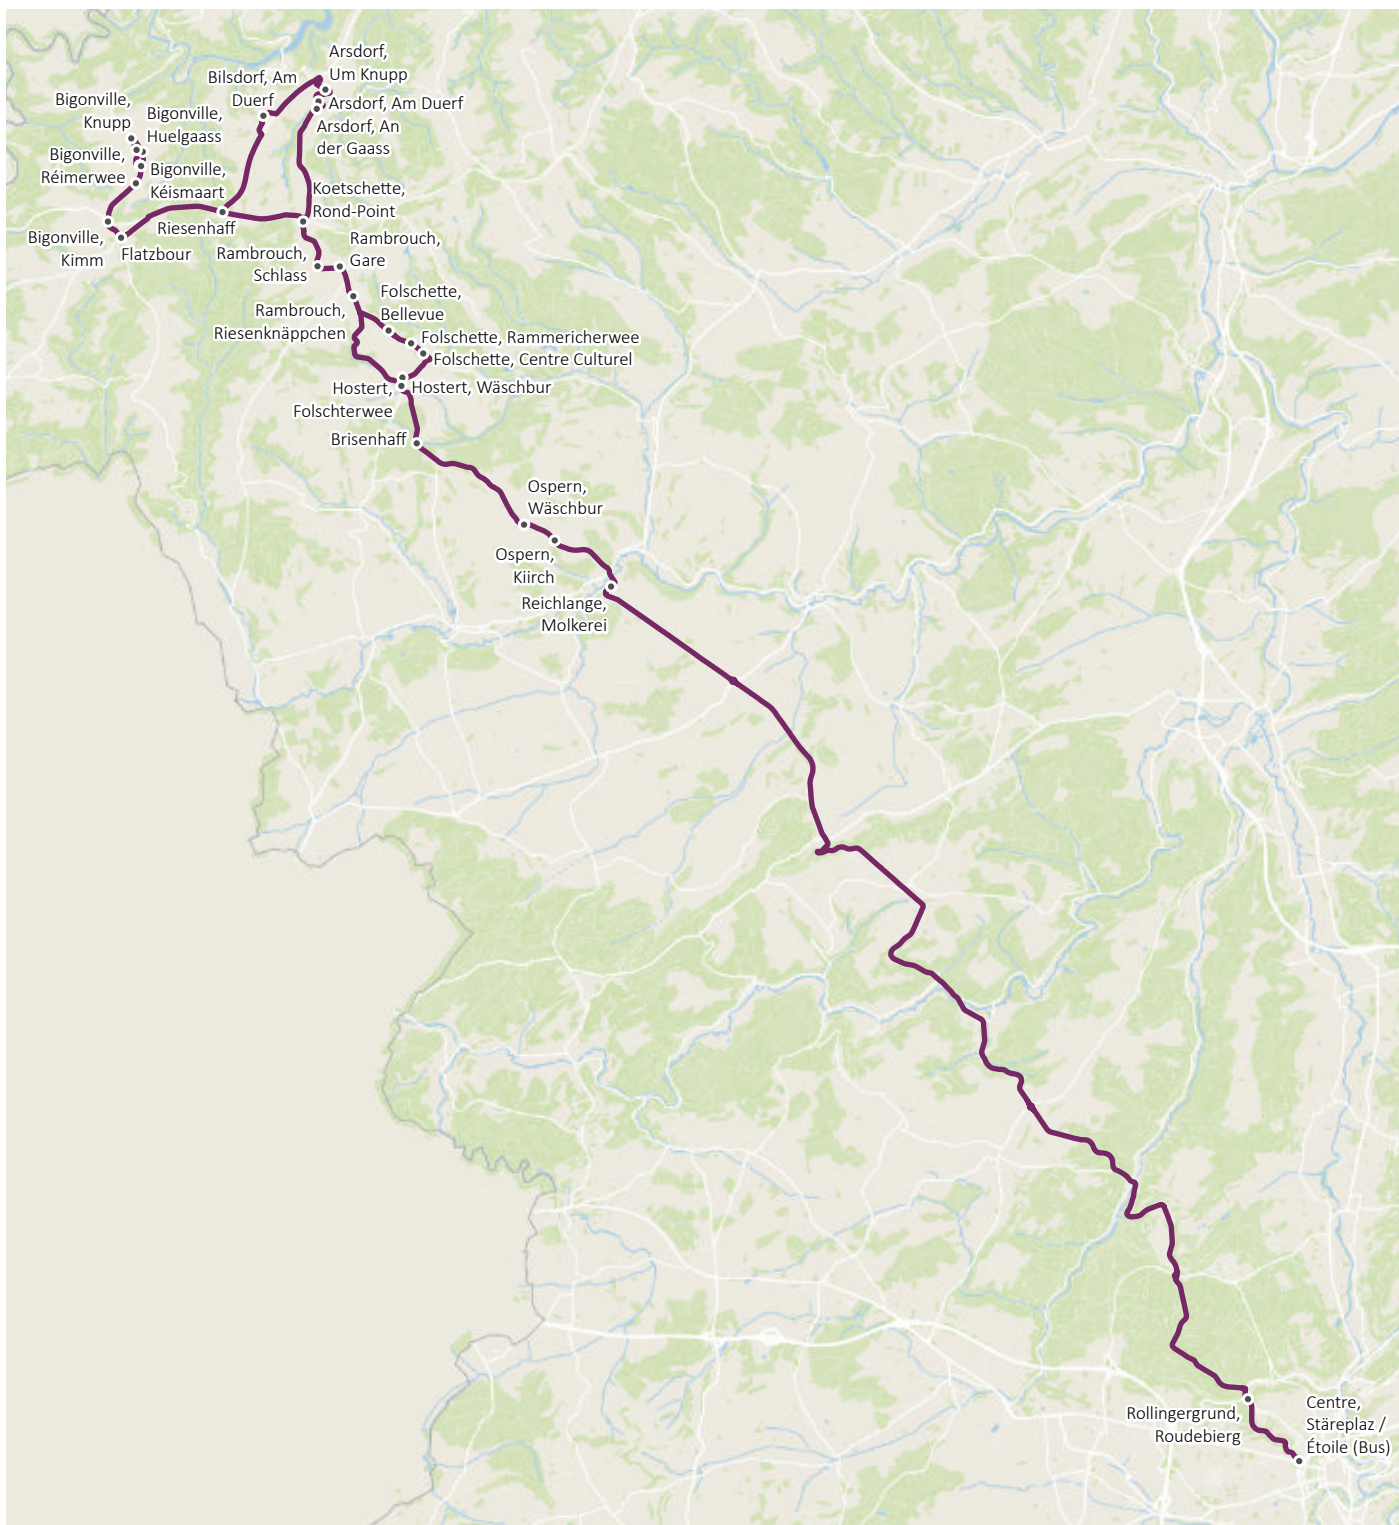 Arsdorf,
Um Knupp
Bilsdorf, Am
Duerf
Arsdorf, Am Duerf
Bigonville,
Knupp
Bigonville,
Huelgaass
Arsdorf, An
der Gaass
Bigonville,
Réimerwee
Bigonville,
Kéismaart
Koetschette,
Rond-Point
Riesenhaff
Bigonville,
Kimm
Flatzbour
Rambrouch,
Schlass
Rambrouch,
Gare
Folschette,
Bellevue
Rambrouch,
Riesenknäppchen
Folschette, Rammericherwee
Folschette, Centre Culturel
Hostert,
Folschterwee
Hostert, Wäschbur
Brisenhaff
Ospern,
Wäschbur
Ospern,
Kiirch
Reichlange,
Molkerei
Rollingergrund,
Roudebierg
Centre,
Stäreplaz /
Étoile (Bus)